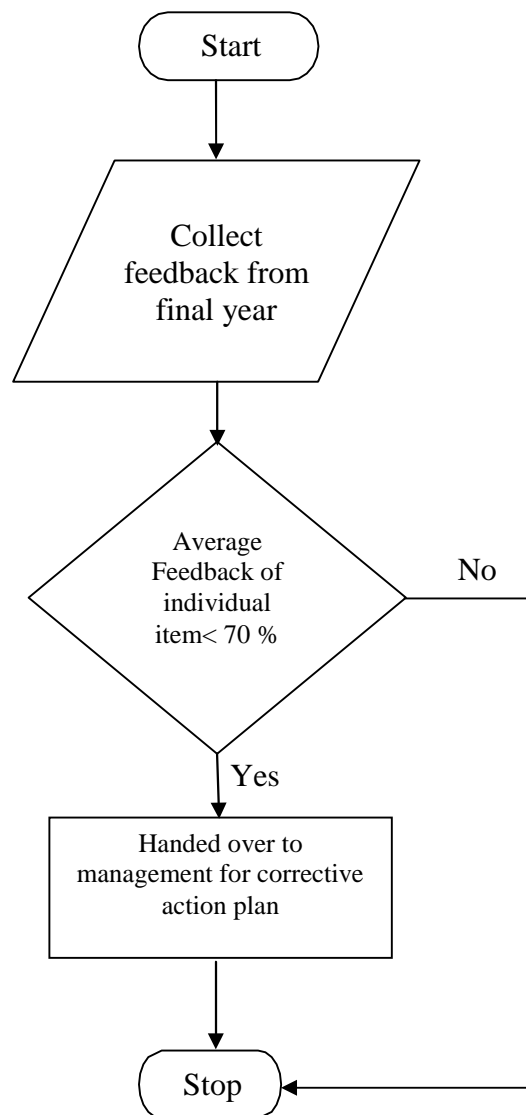 Start
Collect
feedback from
final year
Average
Feedback of
individual
item< 70 %
No
Yes
Handed over to
management for corrective
action plan
Stop